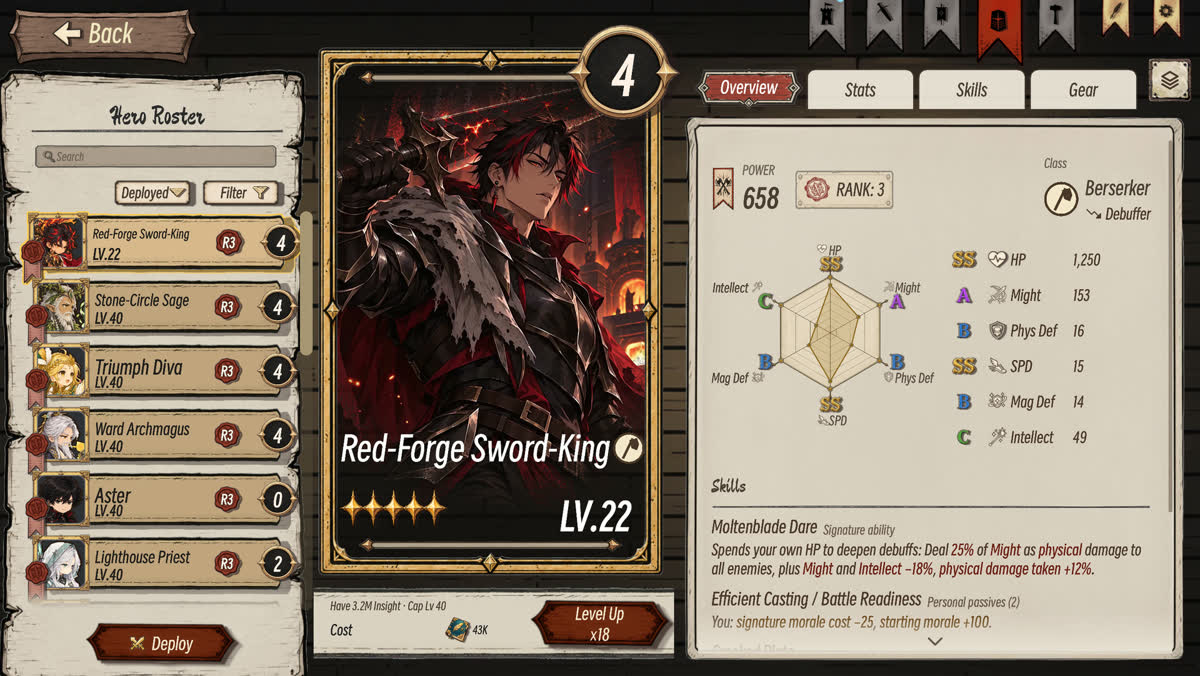 Back
Hero Roster
Search
Deployed
Filter
Red-Forge Sword-King
LV.22
R3
4
Stone-Circle Sage
LV.40
R3
4
Triumph Diva
LV.40
R3
4
Ward Archmagus
LV.40
R3
4
Aster
LV.40
R3
0
Lighthouse Priest
LV.40
R3
2
Deploy
4
Red-Forge Sword-King
LV.22
Have 3.2M Insight · Cap Lv 40
Cost
43K
Level Up
x18
Overview
Stats
Skills
Gear
POWER
658
RANK: 3
Class
Berserker
Debuffer
HP
SS
Intellect
C
Might
A
Mag Def
B
Phys Def
B
SS
SPD
SS HP 1,250
A Might 153
B Phys Def 16
SS SPD 15
B Mag Def 14
C Intellect 49
Skills
Moltenblade Dare Signature ability
Spends your own HP to deepen debuffs: Deal 25% of Might as physical damage to
all enemies, plus Might and Intellect –18%, physical damage taken +12%.
Efficient Casting / Battle Readiness Personal passives (2)
You: signature morale cost –25, starting morale +100.